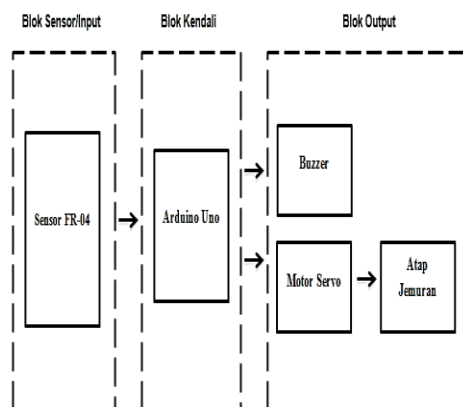 Blok Sensor/Input
Blok Kendali
Blok Output
Sensor FR-04
Arduino Uno
Buzzer
Motor Servo
Atap
Jemuran